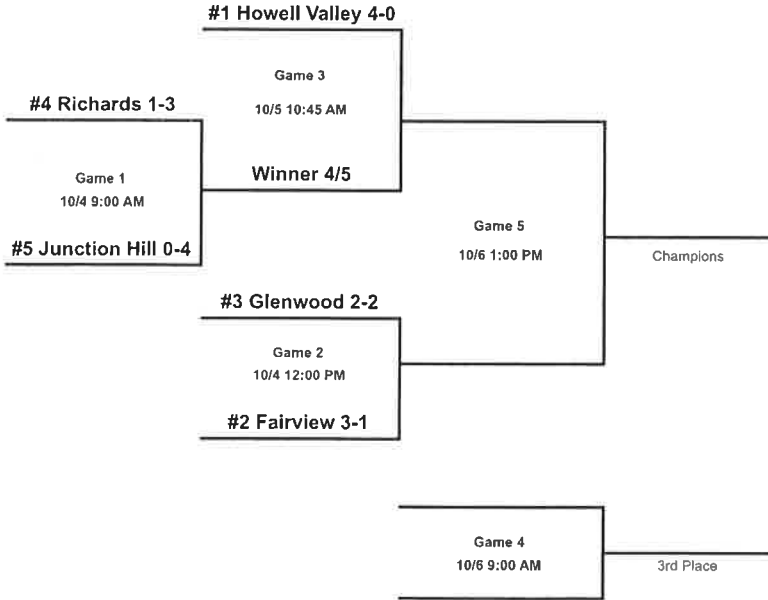 #1 Howell Valley 4-0
Game 3
10/5 10:45 AM
#4 Richards 1-3
Winner 4/5
Game 1
10/4 9:00 AM
#5 Junction Hill 0-4
Game 5
10/6 1:00 PM
Champions
#3 Glenwood 2-2
Game 2
10/4 12:00 PM
#2 Fairview 3-1
Game 4
10/6 9:00 AM
3rd Place